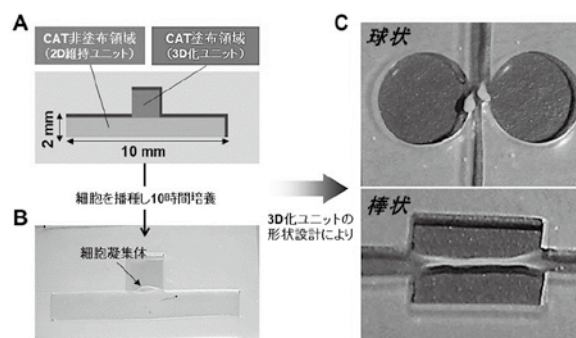 A
CAT非塗布領域
(2D維持ユニット)
CAT塗布領域
(3D化ユニット)
2 mm
10 mm
細胞を播種し10時間培養
B
細胞凝集体
3D化ユニットの
形状設計により
C
球状
棒状